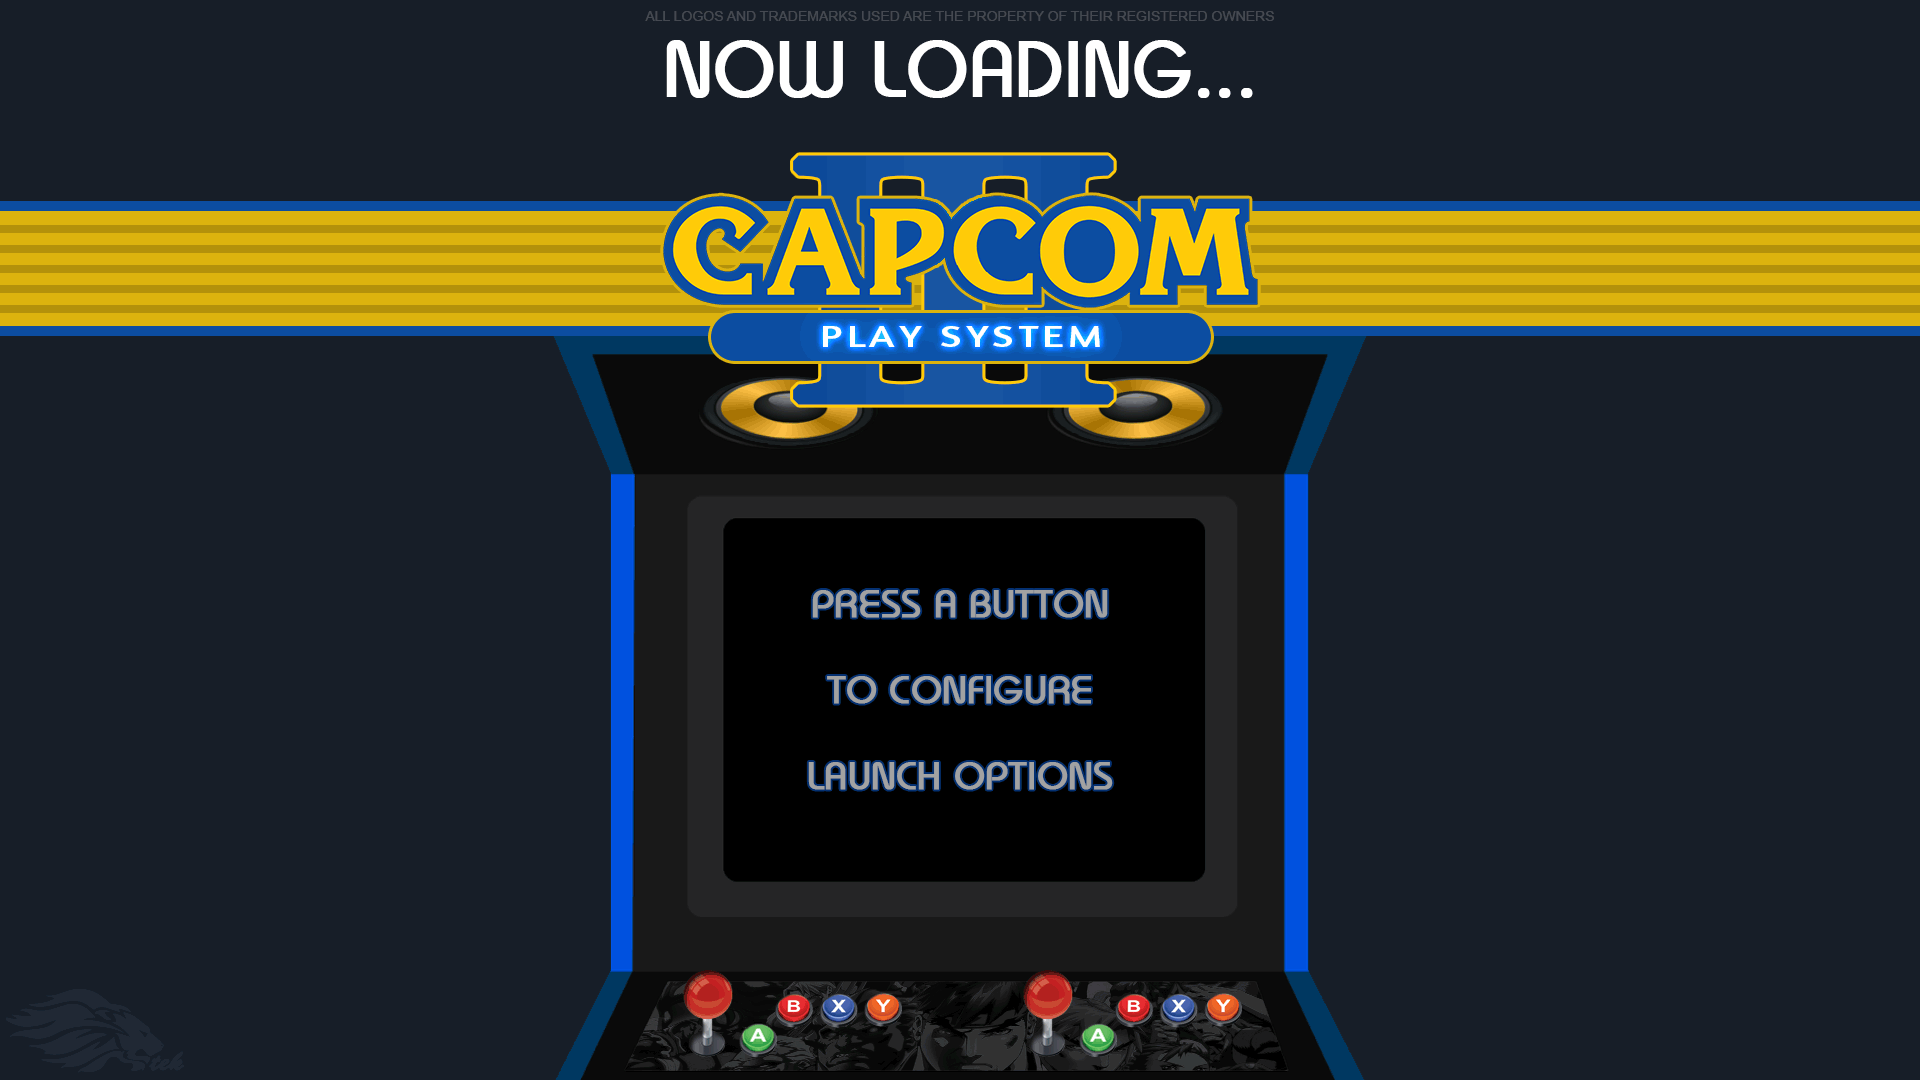 ALL LOGOS AND TRADEMARKS USED ARE THE PROPERTY OF THEIR REGISTERED OWNERS
NOW LOADING...
III
CAPCOM
PLAY SYSTEM
PRESS A BUTTON
TO CONFIGURE
LAUNCH OPTIONS
B X Y B X Y
A A